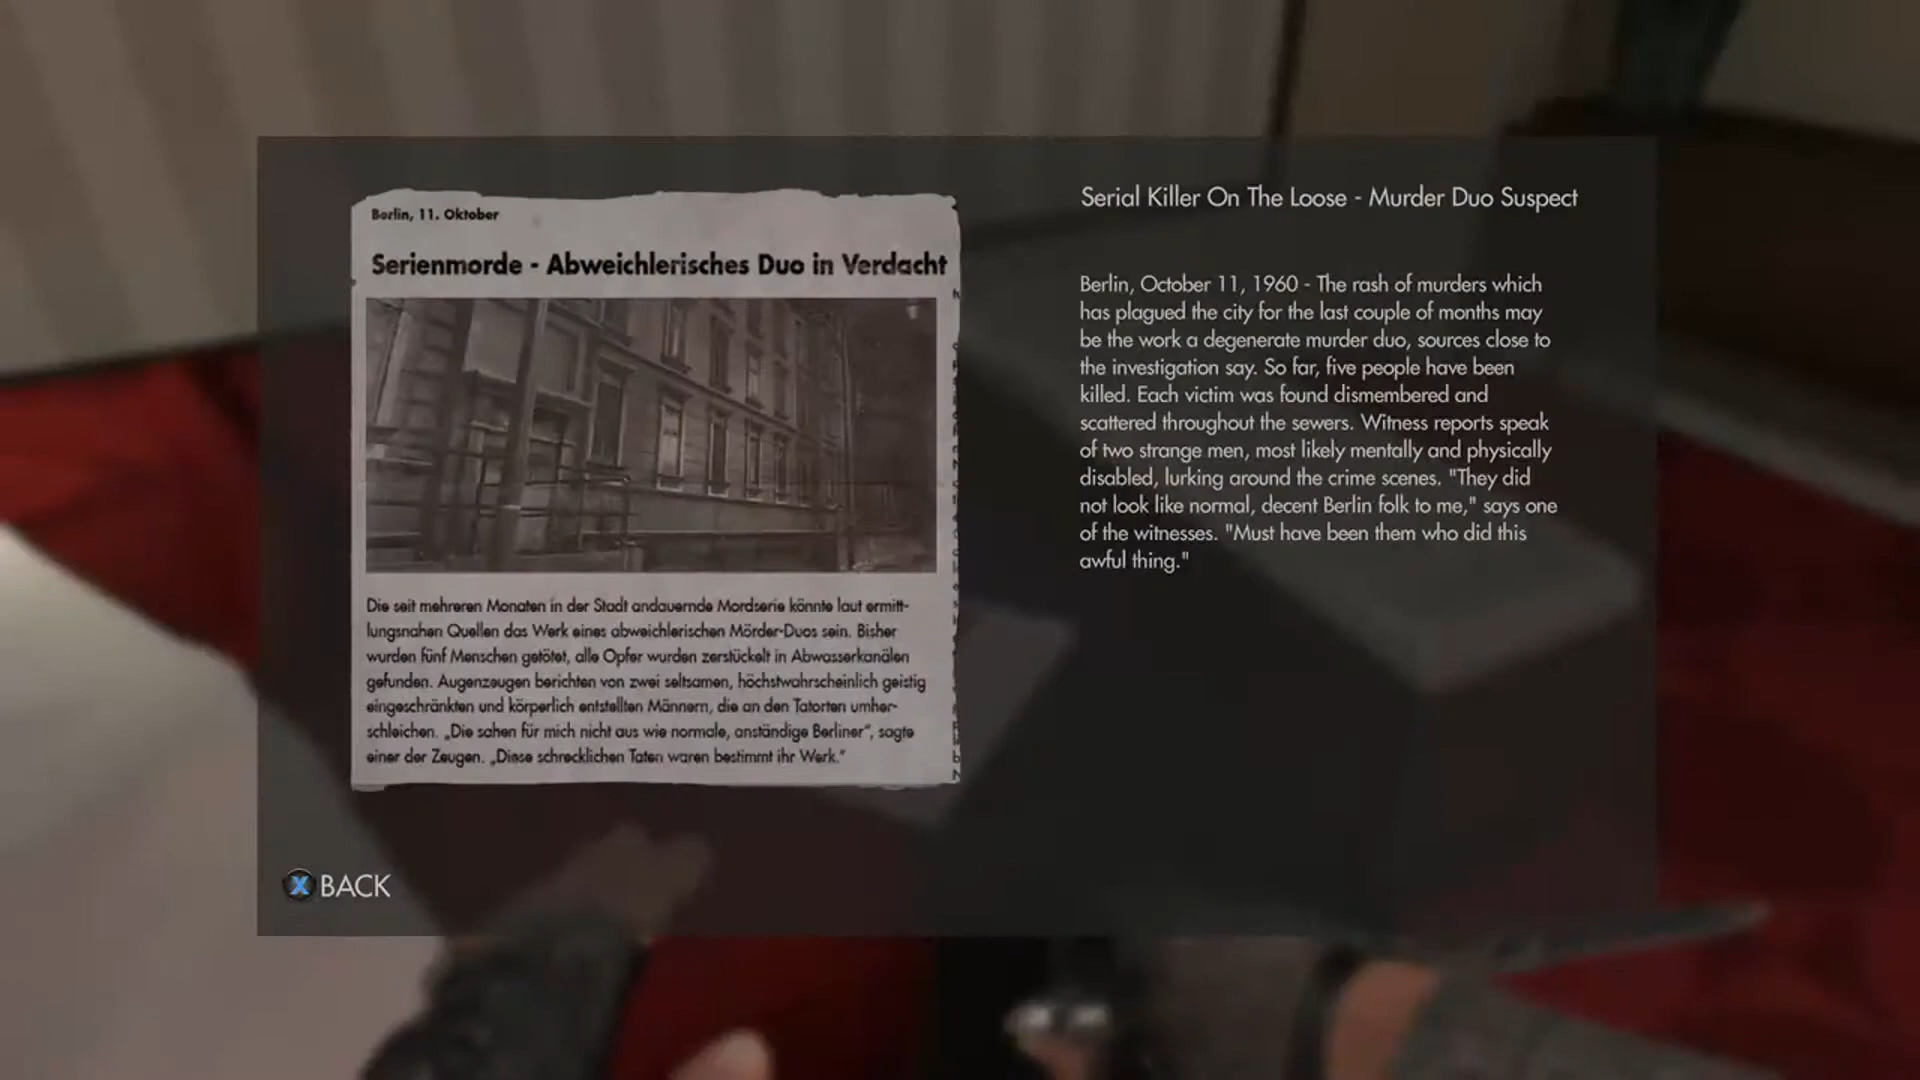 Berlin, 11. Oktober
Serienmorde - Abweichlerisches Duo in Verdacht
Die seit mehreren Monaten in der Stadt andauernde Mordserie könnte laut ermitt-
lungsnahen Quellen das Werk eines abweichlerischen Mörder-Duos sein. Bisher
wurden fünf Menschen getötet, alle Opfer wurden zerstückelt in Abwasserkanälen
gefunden. Augenzeugen berichten von zwei seltsamen, höchstwahrscheinlich geistig
eingeschränkten und körperlich entstellten Männern, die an den Tatorten umher-
schleichen. „Die sahen für mich nicht aus wie normale, anständige Berliner“, sagte
einer der Zeugen. „Diese schrecklichen Taten waren bestimmt ihr Werk.“
Serial Killer On The Loose - Murder Duo Suspect
Berlin, October 11, 1960 - The rash of murders which
has plagued the city for the last couple of months may
be the work a degenerate murder duo, sources close to
the investigation say. So far, five people have been
killed. Each victim was found dismembered and
scattered throughout the sewers. Witness reports speak
of two strange men, most likely mentally and physically
disabled, lurking around the crime scenes. "They did
not look like normal, decent Berlin folk to me," says one
of the witnesses. "Must have been them who did this
awful thing."
X BACK